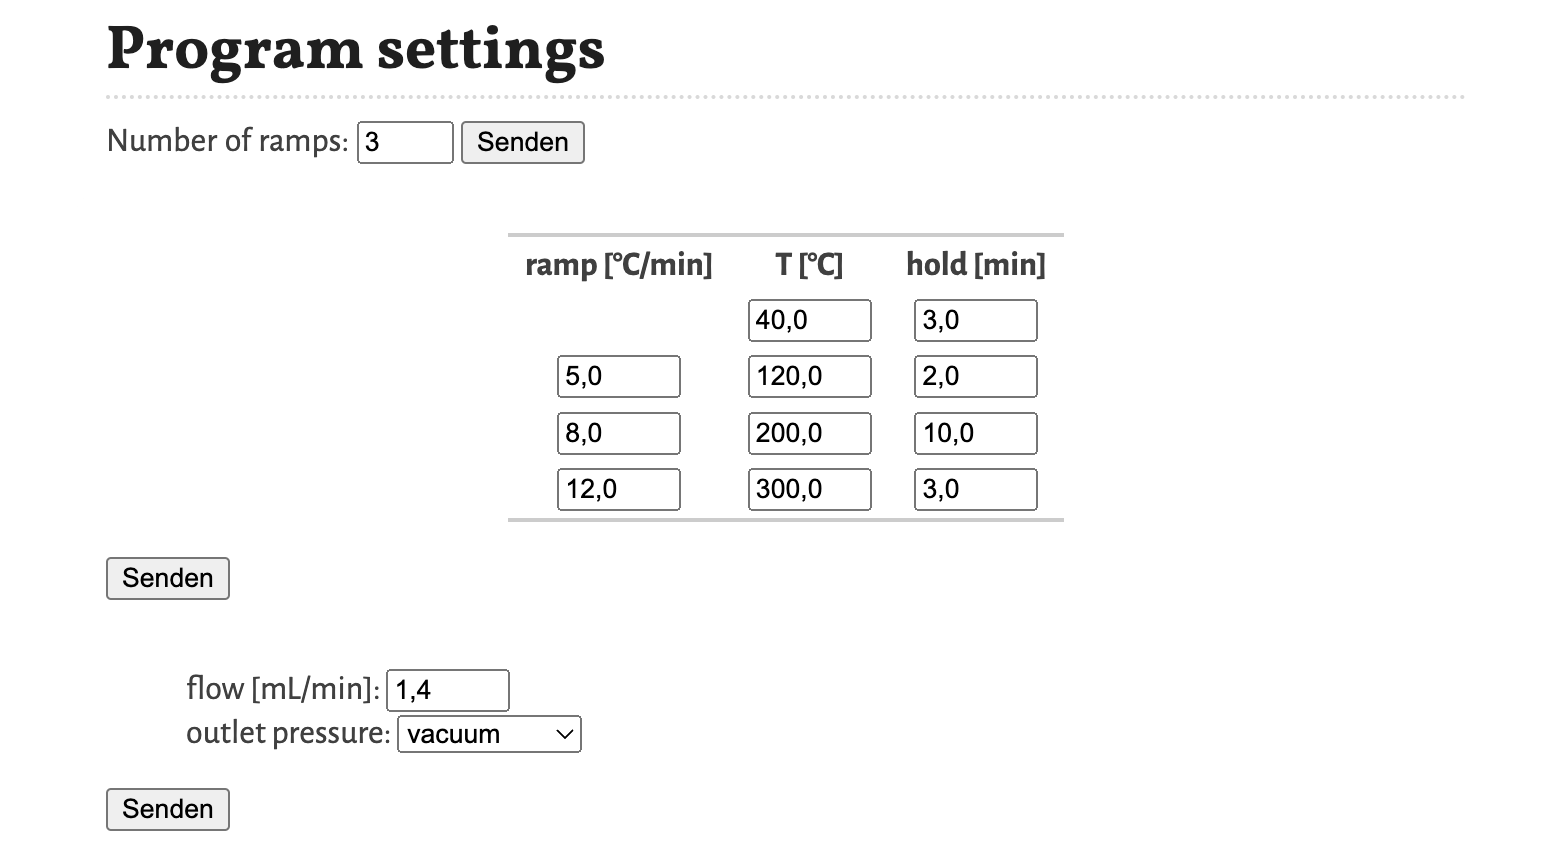 Program settings
Number of ramps: 3 Senden
ramp [°C/min] T [°C] hold [min]
40,0 3,0
5,0 120,0 2,0
8,0 200,0 10,0
12,0 300,0 3,0
Senden
flow [mL/min]: 1,4
outlet pressure: vacuum
Senden